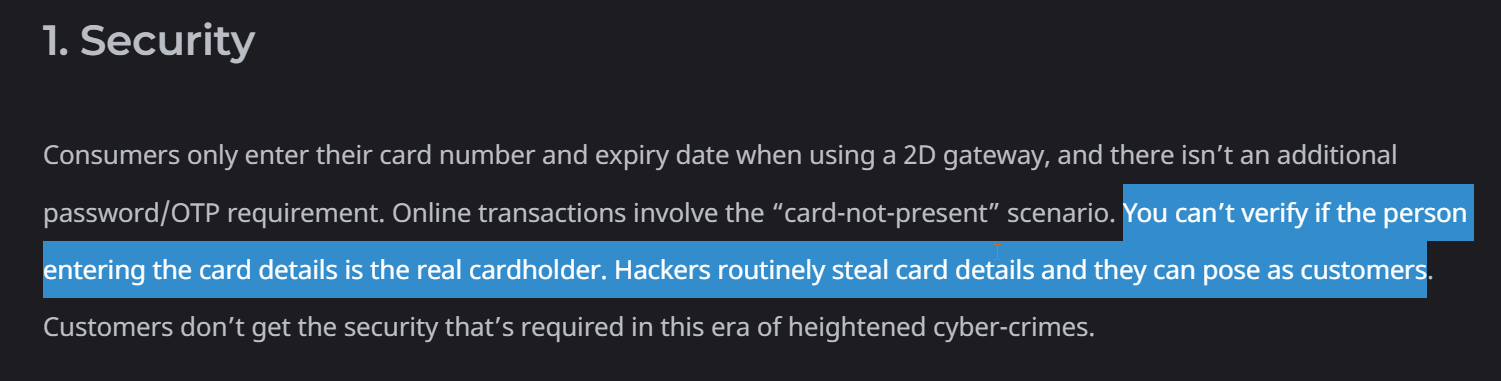 1. Security
Consumers only enter their card number and expiry date when using a 2D gateway, and there isn’t an additional
password/OTP requirement. Online transactions involve the “card-not-present” scenario. You can’t verify if the person
entering the card details is the real cardholder. Hackers routinely steal card details and they can pose as customers.
Customers don’t get the security that’s required in this era of heightened cyber-crimes.